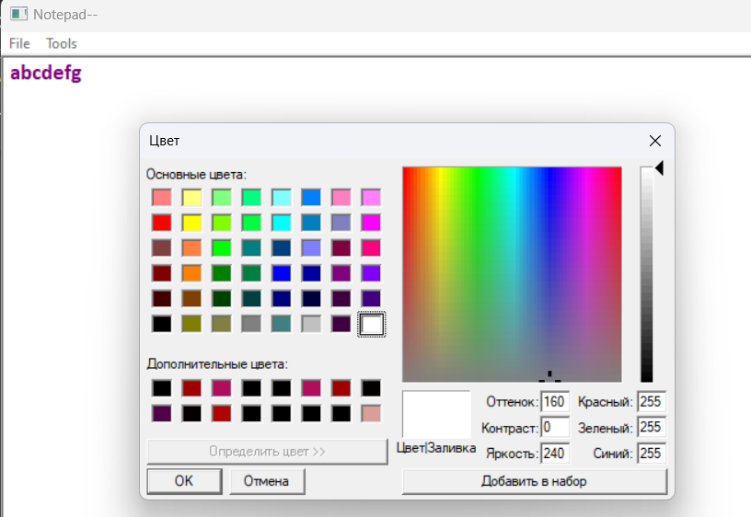 Notepad--
File Tools
abcdefg
Цвет
Основные цвета:
Дополнительные цвета:
Определить цвет >>
OK Отмена
Цвет|Заливка
Оттенок: 160 Красный: 255
Контраст: 0 Зеленый: 255
Яркость: 240 Синий: 255
Добавить в набор